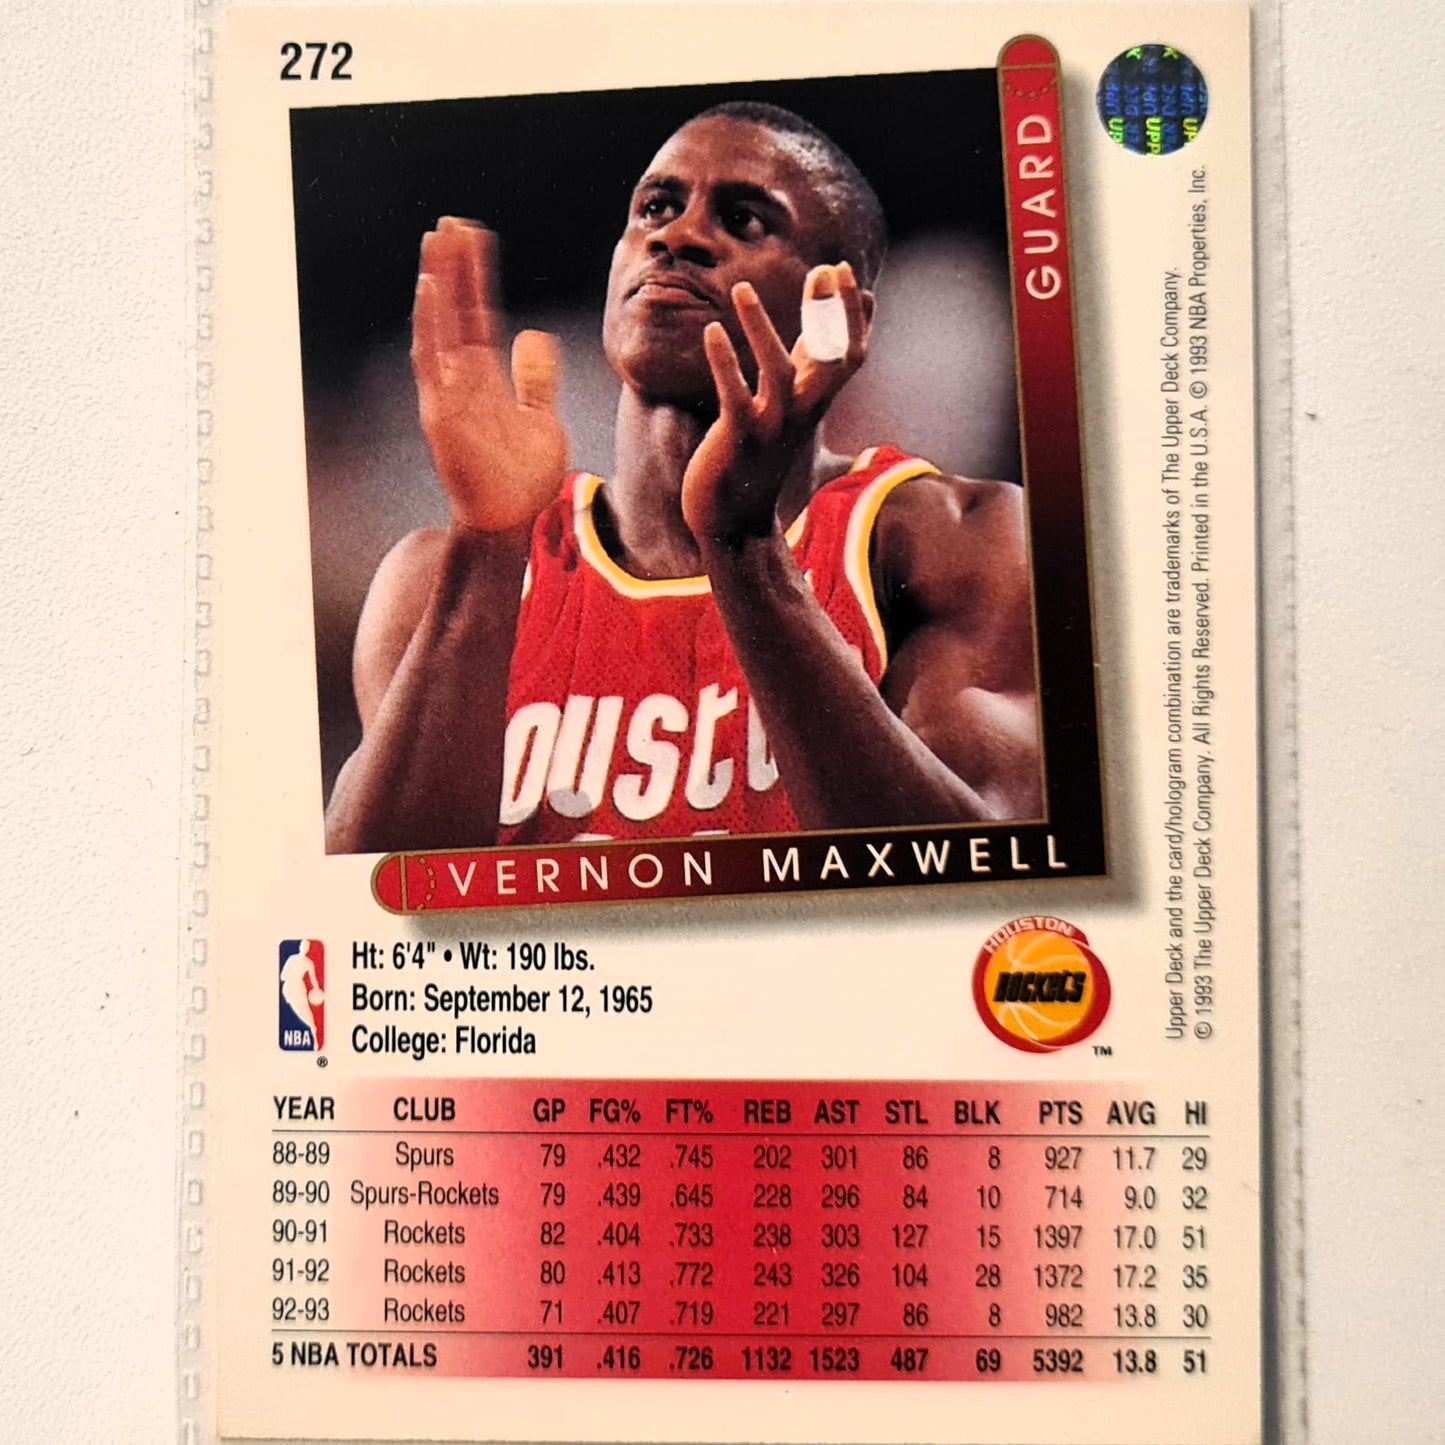 272
GUARD
oust
VERNON MAXWELL
Ht: 6'4" • Wt: 190 lbs.
Born: September 12, 1965
College: Florida
NBA
®
HOUSTON
ROCKETS
TM
Upper Deck and the card/hologram combination are trademarks of The Upper Deck Company.
© 1993 The Upper Deck Company. All Rights Reserved. Printed in the U.S.A. © 1993 NBA Properties, Inc.
YEAR CLUB GP FG% FT% REB AST STL BLK PTS AVG HI
88-89 Spurs 79 .432 .745 202 301 86 8 927 11.7 29
89-90 Spurs-Rockets 79 .439 .645 228 296 84 10 714 9.0 32
90-91 Rockets 82 .404 .733 238 303 127 15 1397 17.0 51
91-92 Rockets 80 .413 .772 243 326 104 28 1372 17.2 35
92-93 Rockets 71 .407 .719 221 297 86 8 982 13.8 30
5 NBA TOTALS 391 .416 .726 1132 1523 487 69 5392 13.8 51